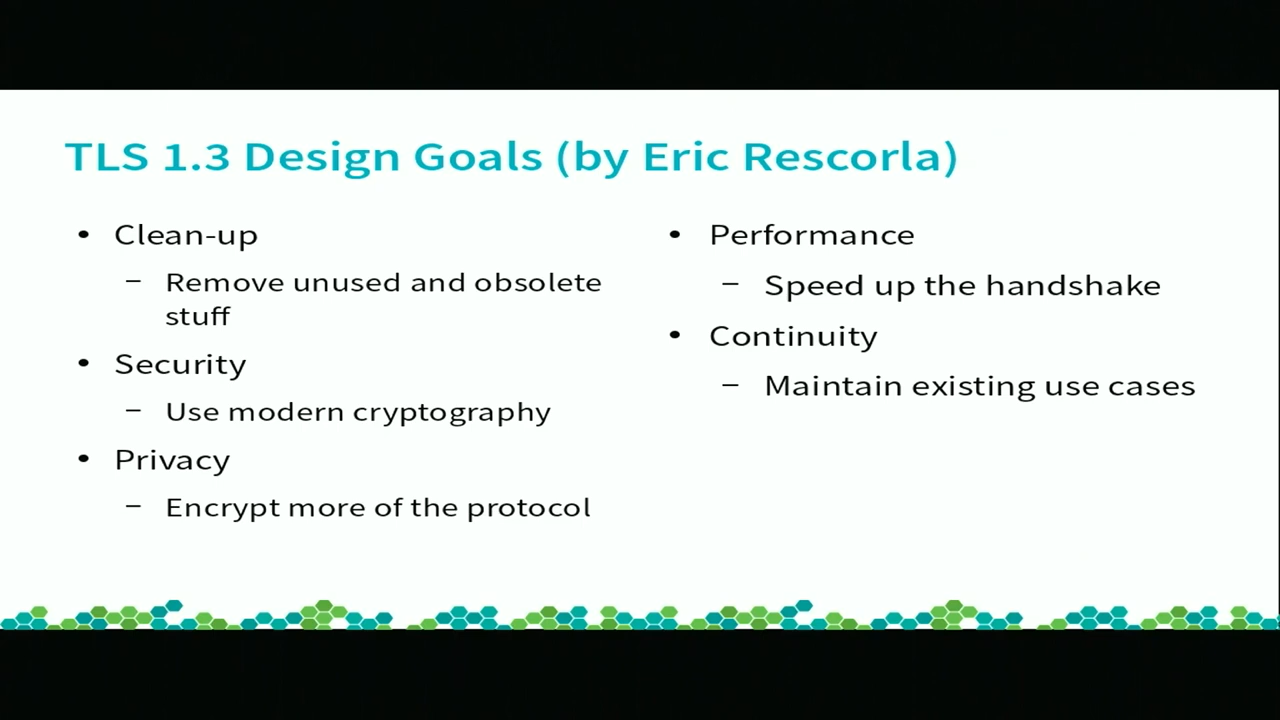 TLS 1.3 Design Goals (by Eric Rescorla)
• Clean-up
– Remove unused and obsolete
stuff
• Security
– Use modern cryptography
• Privacy
– Encrypt more of the protocol
• Performance
– Speed up the handshake
• Continuity
– Maintain existing use cases